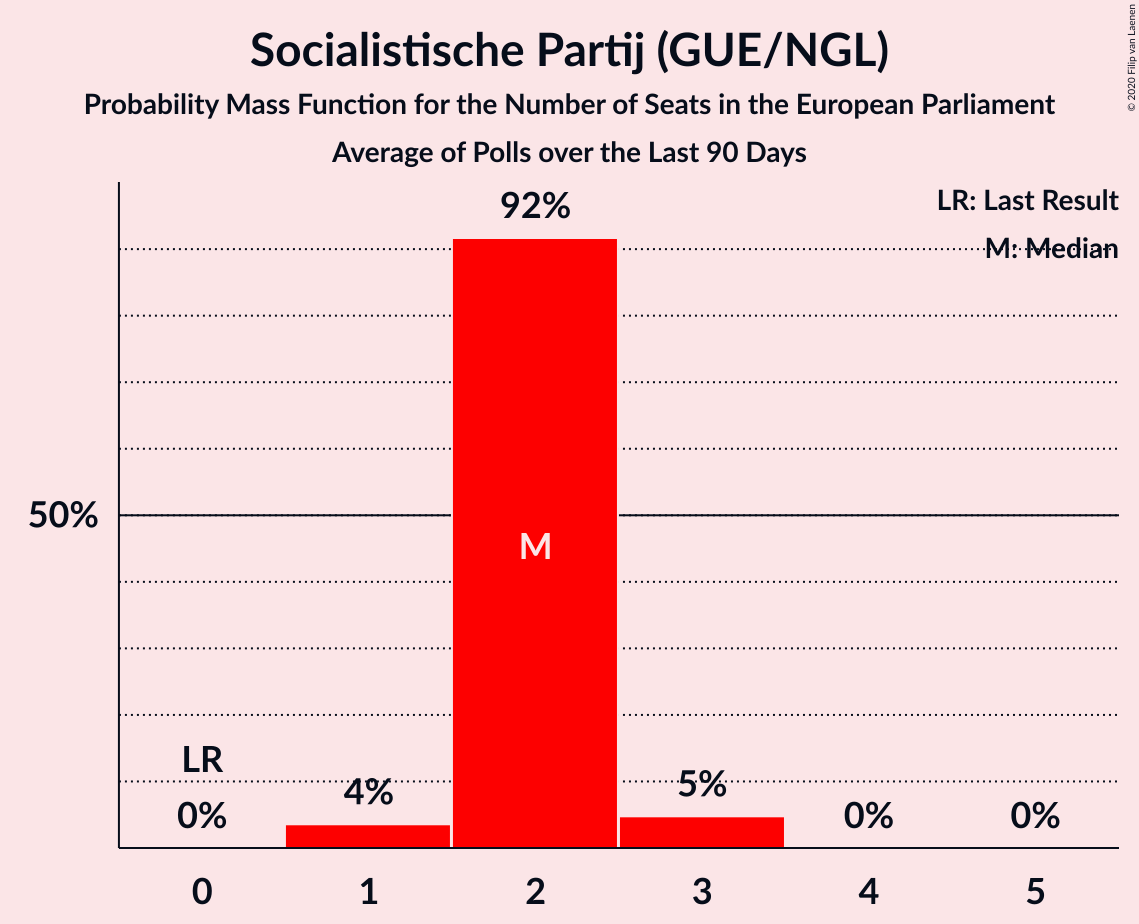 Socialistische Partij (GUE/NGL)
Probability Mass Function for the Number of Seats in the European Parliament
Average of Polls over the Last 90 Days
© 2020 Filip van Laenen
LR: Last Result
M: Median
92%
50%
M
LR
0%
4%
5%
0%
0%
0
1
2
3
4
5